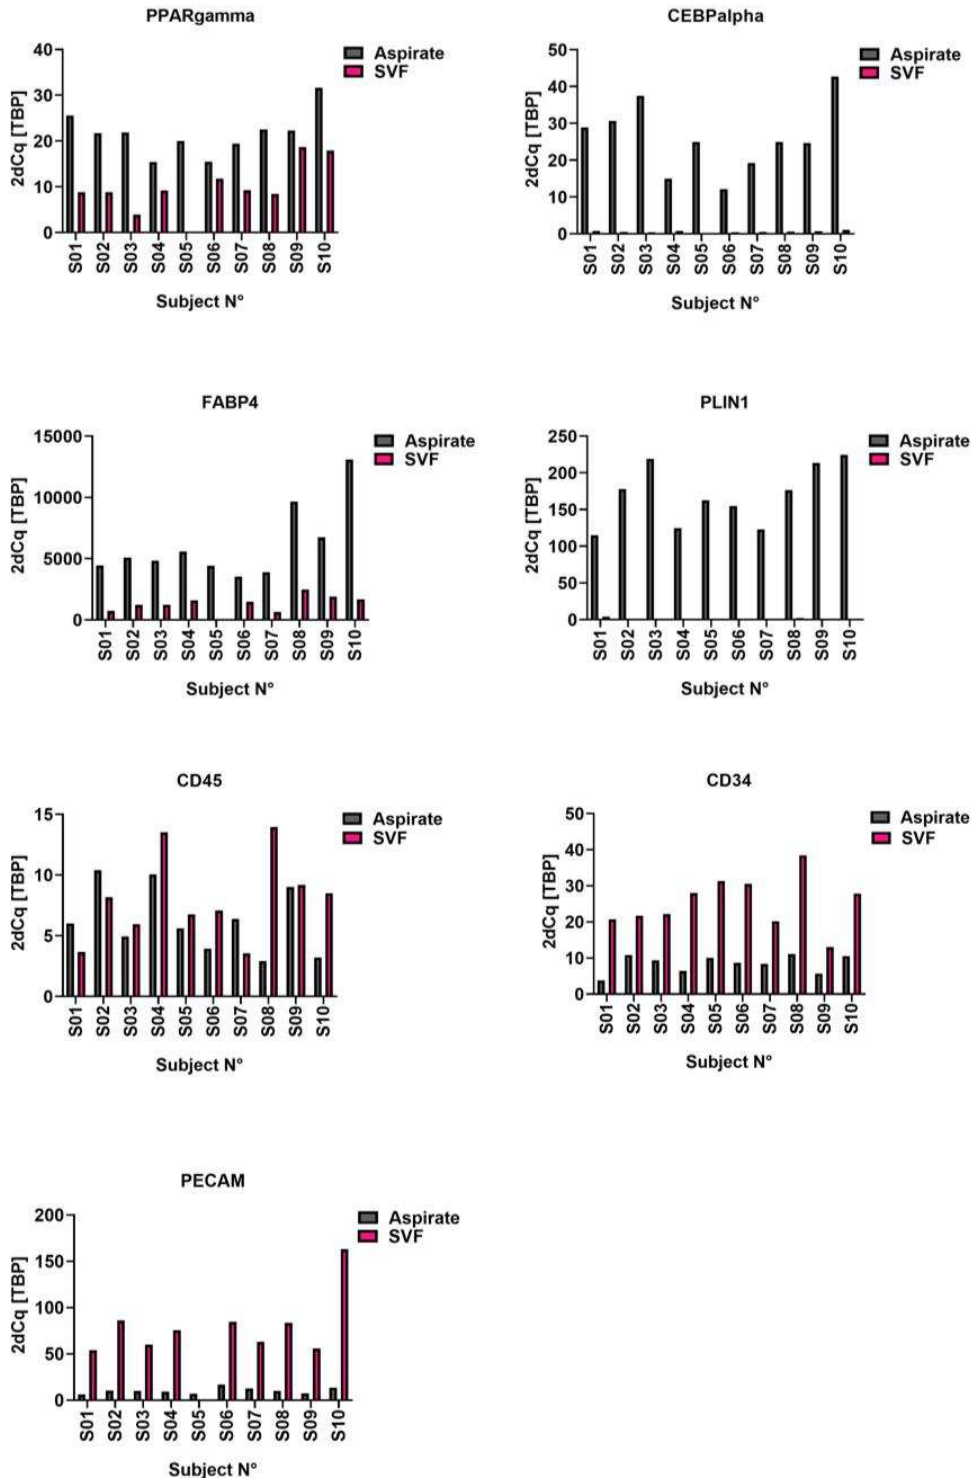 PPARgamma
2dCq [TBP]
40
30
20
10
0
Aspirate
SVF
S01 S02 S03 S04 S05 S06 S07 S08 S09 S10
Subject N°
CEBPalpha
2dCq [TBP]
50
40
30
20
10
0
Aspirate
SVF
S01 S02 S03 S04 S05 S06 S07 S08 S09 S10
Subject N°
FABP4
2dCq [TBP]
15000
10000
5000
0
Aspirate
SVF
S01 S02 S03 S04 S05 S06 S07 S08 S09 S10
Subject N°
PLIN1
2dCq [TBP]
250
200
150
100
50
0
Aspirate
SVF
S01 S02 S03 S04 S05 S06 S07 S08 S09 S10
Subject N°
CD45
2dCq [TBP]
15
10
5
0
Aspirate
SVF
S01 S02 S03 S04 S05 S06 S07 S08 S09 S10
Subject N°
CD34
2dCq [TBP]
50
40
30
20
10
0
Aspirate
SVF
S01 S02 S03 S04 S05 S06 S07 S08 S09 S10
Subject N°
PECAM
2dCq [TBP]
200
150
100
50
0
Aspirate
SVF
S01 S02 S03 S04 S05 S06 S07 S08 S09 S10
Subject N°